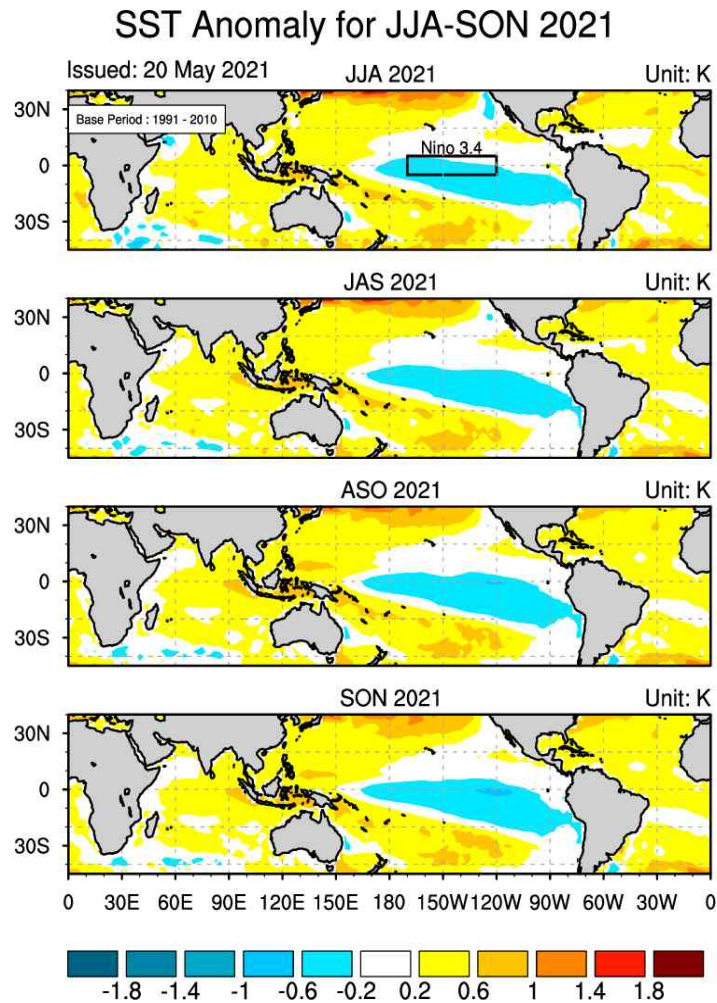 SST Anomaly for JJA-SON 2021
Issued: 20 May 2021 JJA 2021 Unit: K
30N
Base Period : 1991 - 2010
Nino 3.4
0
30S
JAS 2021 Unit: K
30N
0
30S
ASO 2021 Unit: K
30N
0
30S
SON 2021 Unit: K
30N
0
30S
0 30E 60E 90E 120E 150E 180 150W 120W 90W 60W 30W 0
-1.8 -1.4 -1 -0.6 -0.2 0.2 0.6 1 1.4 1.8